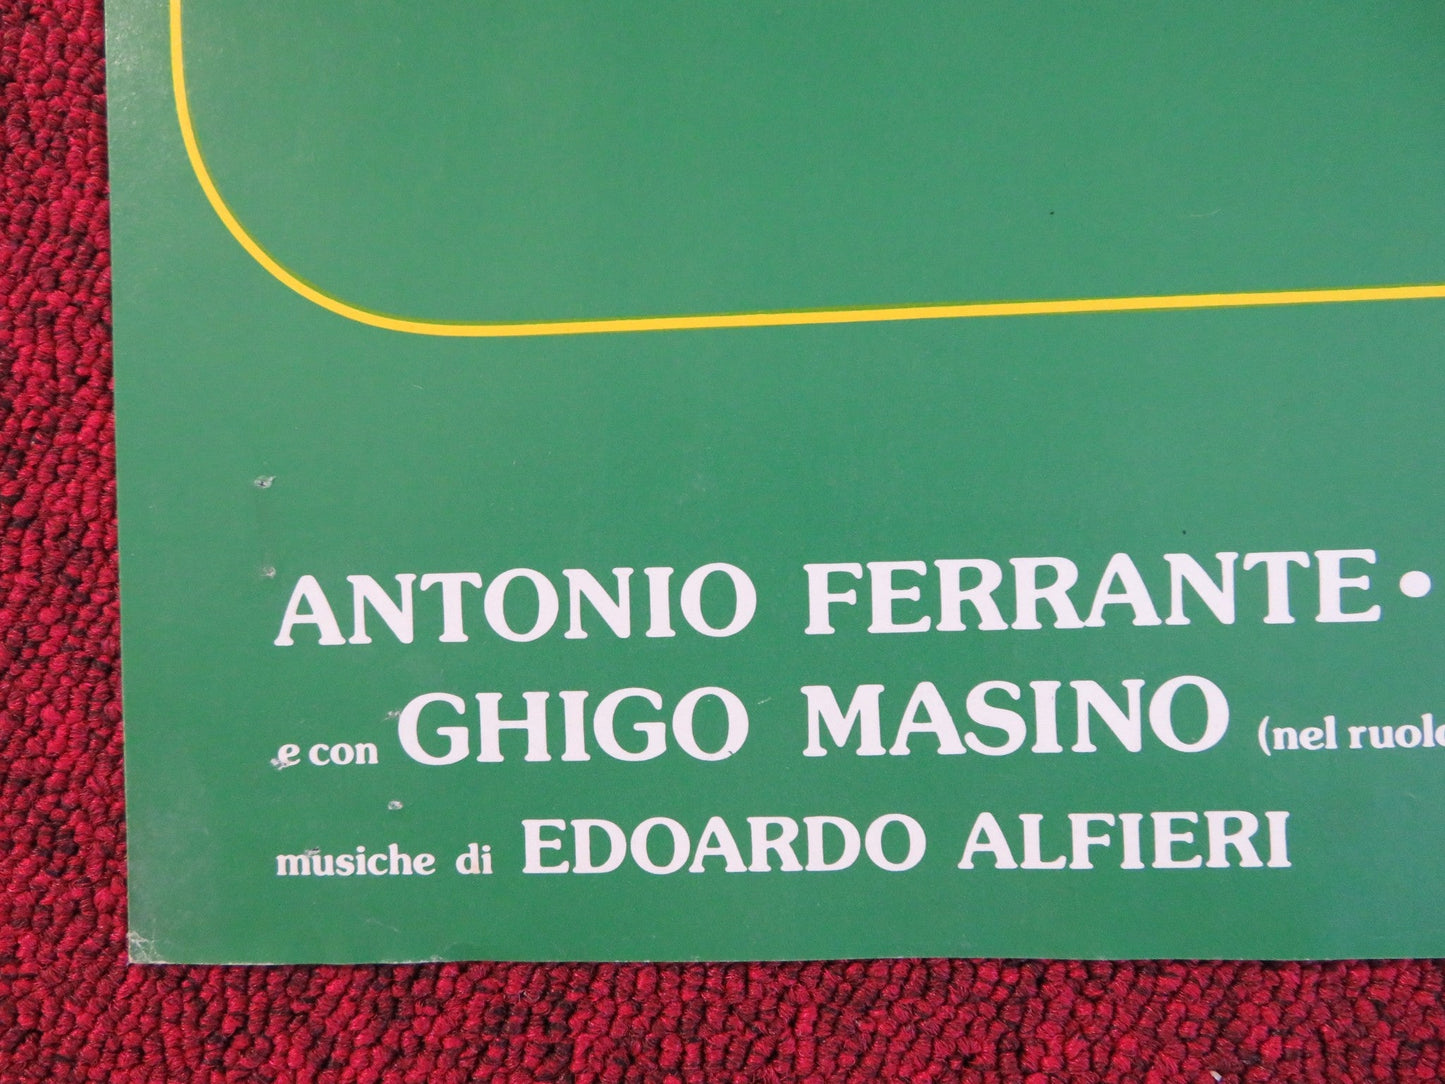 ANTONIO FERRANTE •
e con GHIGO MASINO (nel ruolo
musiche di EDOARDO ALFIERI